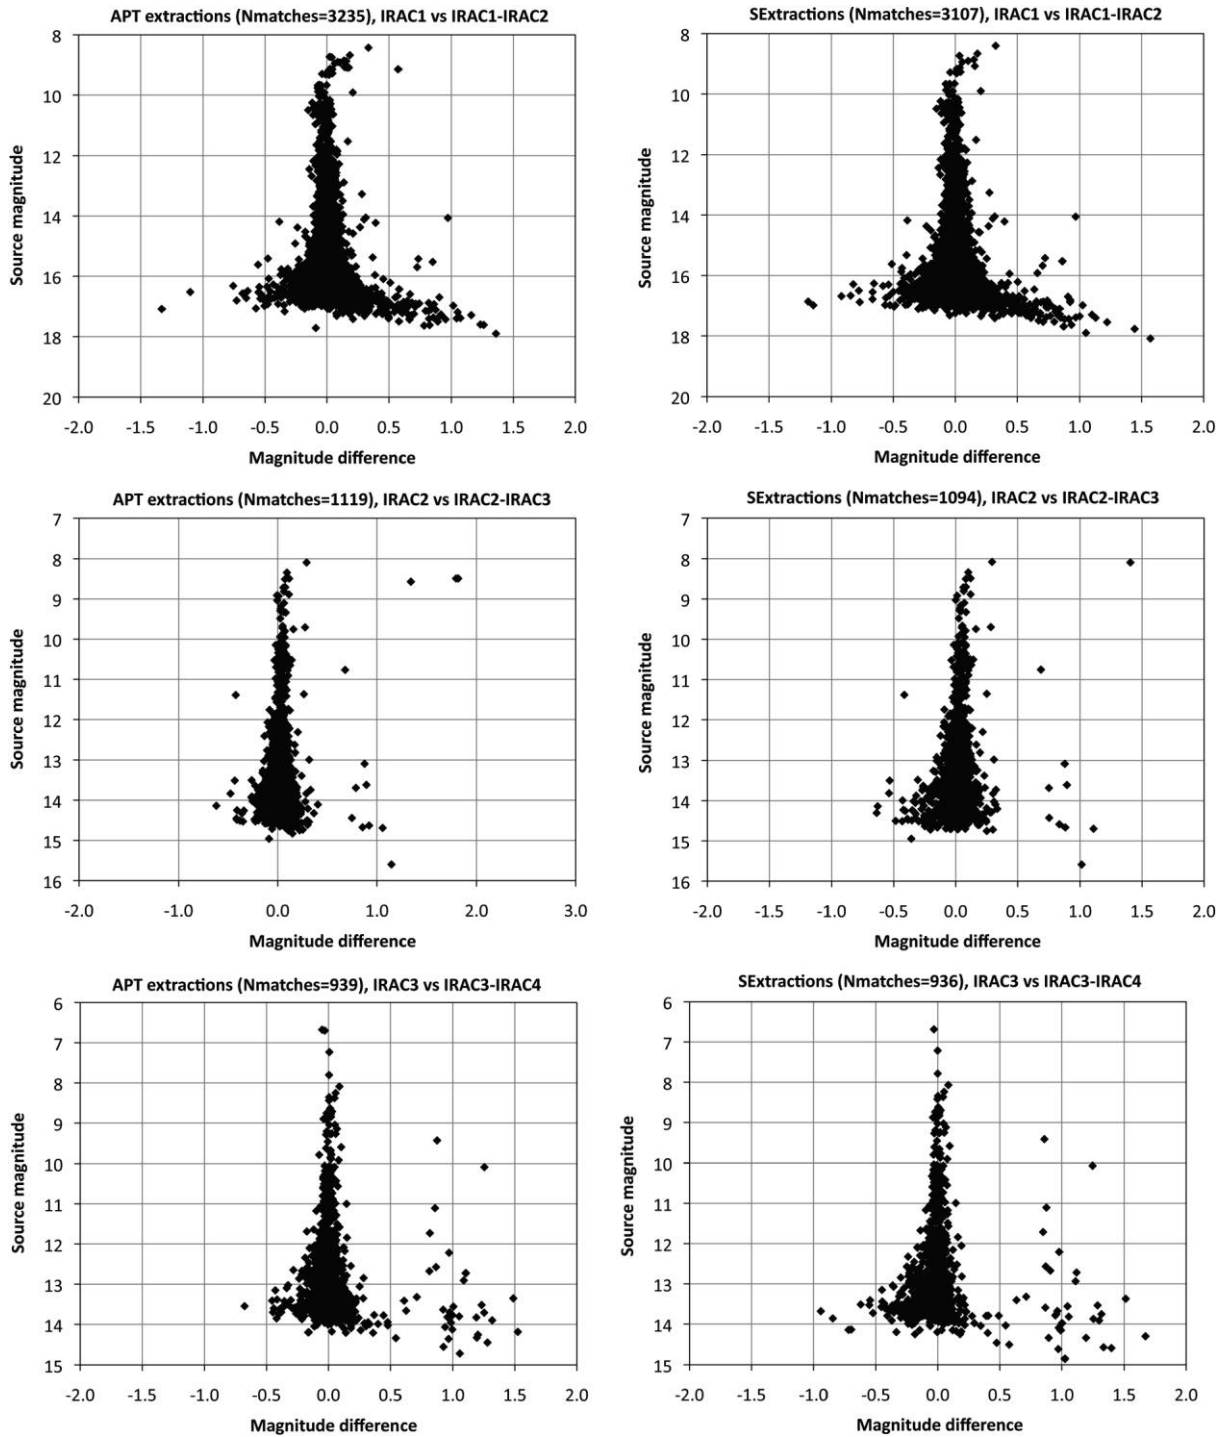 APT extractions (Nmatches=3235), IRAC1 vs IRAC1-IRAC2
8
10
12
14
16
18
20
Source magnitude
-2.0 -1.5 -1.0 -0.5 0.0 0.5 1.0 1.5 2.0
Magnitude difference
SExtractions (Nmatches=3107), IRAC1 vs IRAC1-IRAC2
8
10
12
14
16
18
20
Source magnitude
-2.0 -1.5 -1.0 -0.5 0.0 0.5 1.0 1.5 2.0
Magnitude difference
APT extractions (Nmatches=1119), IRAC2 vs IRAC2-IRAC3
7
8
9
10
11
12
13
14
15
16
Source magnitude
-2.0 -1.0 0.0 1.0 2.0 3.0
Magnitude difference
SExtractions (Nmatches=1094), IRAC2 vs IRAC2-IRAC3
7
8
9
10
11
12
13
14
15
16
Source magnitude
-2.0 -1.5 -1.0 -0.5 0.0 0.5 1.0 1.5 2.0
Magnitude difference
APT extractions (Nmatches=939), IRAC3 vs IRAC3-IRAC4
6
7
8
9
10
11
12
13
14
15
Source magnitude
-2.0 -1.5 -1.0 -0.5 0.0 0.5 1.0 1.5 2.0
Magnitude difference
SExtractions (Nmatches=936), IRAC3 vs IRAC3-IRAC4
6
7
8
9
10
11
12
13
14
15
Source magnitude
-2.0 -1.5 -1.0 -0.5 0.0 0.5 1.0 1.5 2.0
Magnitude difference